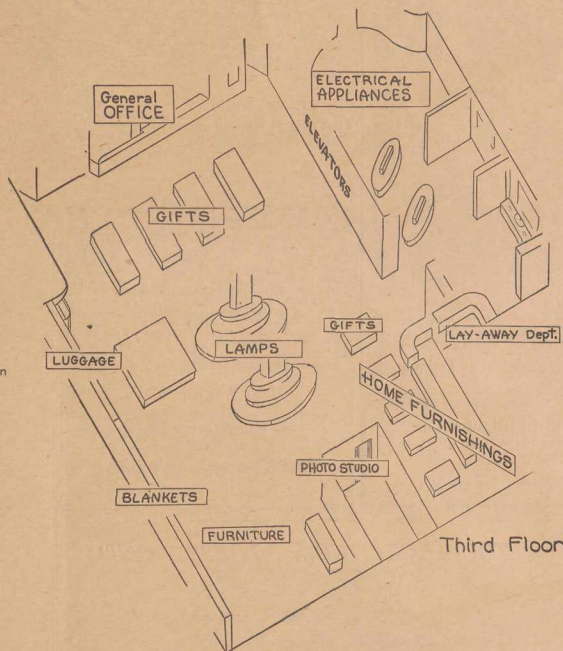 General
OFFICE
ELECTRICAL
APPLIANCES
ELEVATORS
GIFTS
GIFTS
LAMPS
LAY-AWAY Dept.
LUGGAGE
HOME FURNISHINGS
PHOTO STUDIO
BLANKETS
FURNITURE
Third Floor